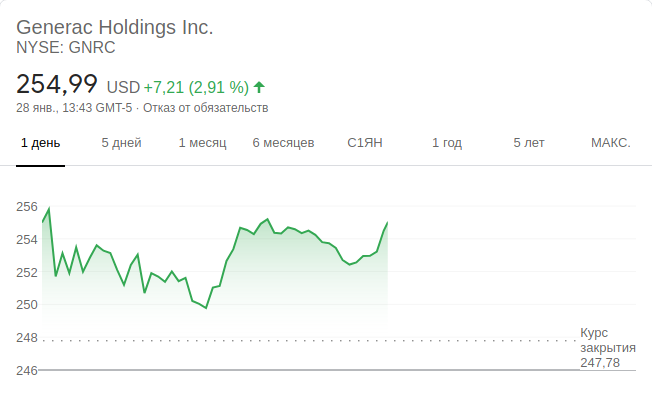 Generac Holdings Inc.
NYSE: GNRC
254,99 USD +7,21 (2,91 %)
28 янв., 13:43 GMT-5 · Отказ от обязательств
1 день 5 дней 1 месяц 6 месяцев С1ЯН 1 год 5 лет МАКС.
256
254
252
250
248
246
Курс
закрытия
247,78